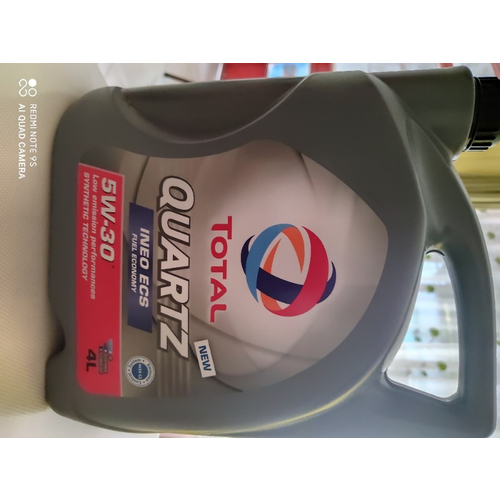 TOTAL
QUARTZ
NEW
INEO ECS
FUEL ECONOMY
5W-30
Low emission performances
SYNTHETIC TECHNOLOGY
4L
REDMI NOTE 9S
AI QUAD CAMERA